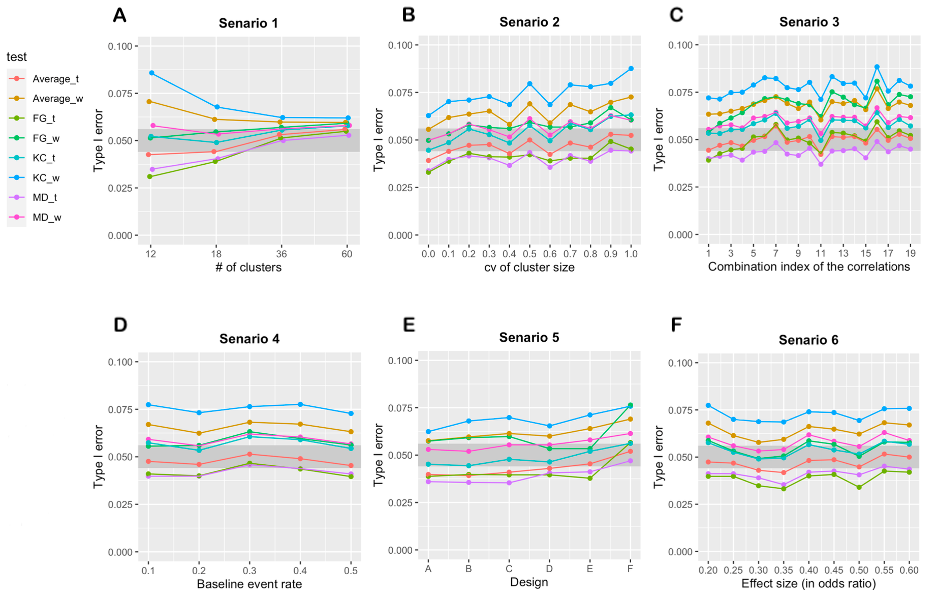 A
Senario 1
B
Senario 2
C
Senario 3
test
Average_t
Average_w
FG_t
FG_w
KC_t
KC_w
MD_t
MD_w
Type I error
0.100
0.075
0.050
0.025
0.000
12 18 36 60
# of clusters
Type I error
0.100
0.075
0.050
0.025
0.000
0.0 0.1 0.2 0.3 0.4 0.5 0.6 0.7 0.8 0.9 1.0
cv of cluster size
Type I error
0.100
0.075
0.050
0.025
0.000
1 3 5 7 9 11 13 15 17 19
Combination index of the correlations
D
Senario 4
E
Senario 5
F
Senario 6
Type I error
0.100
0.075
0.050
0.025
0.000
0.1 0.2 0.3 0.4 0.5
Baseline event rate
Type I error
0.100
0.075
0.050
0.025
0.000
A B C D E F
Design
Type I error
0.100
0.075
0.050
0.025
0.000
0.20 0.25 0.30 0.35 0.40 0.45 0.50 0.55 0.60
Effect size (in odds ratio)